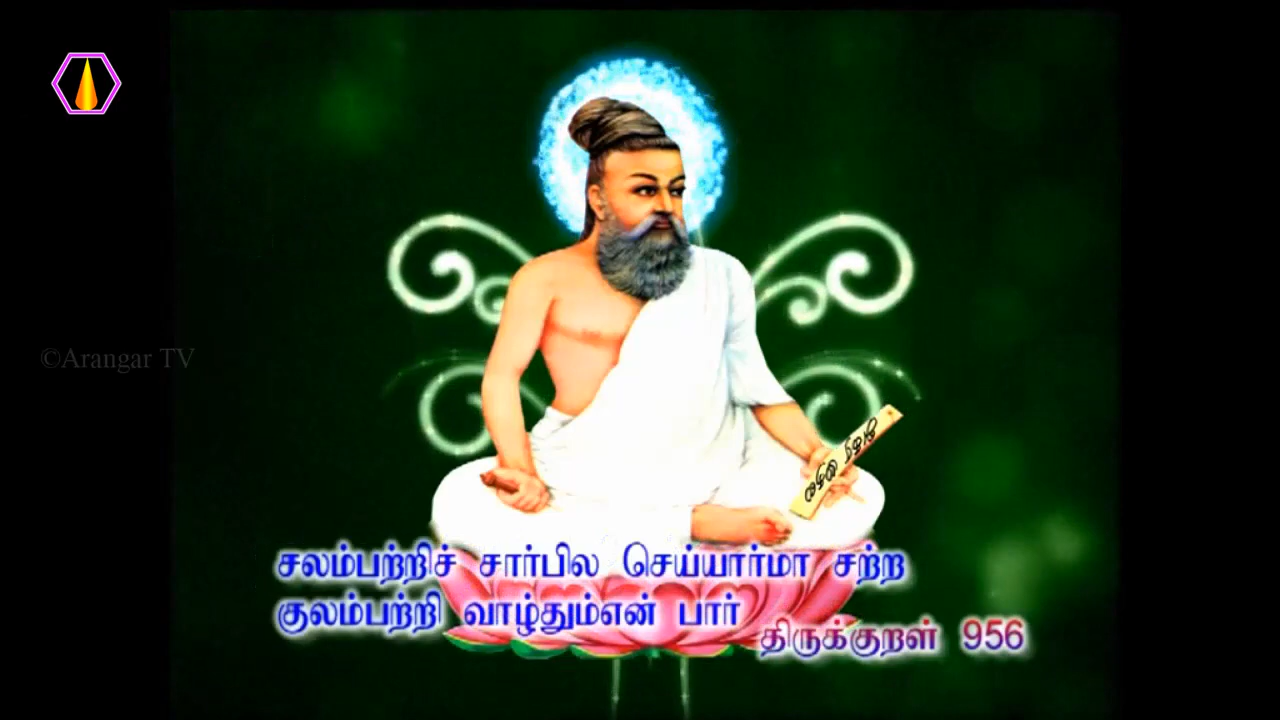 ©Arangar TV
சலம்பற்றிச் சார்பில செய்யார்மா சற்ற
குலம்பற்றி வாழ்தும்என் பார்
திருக்குறள் 956